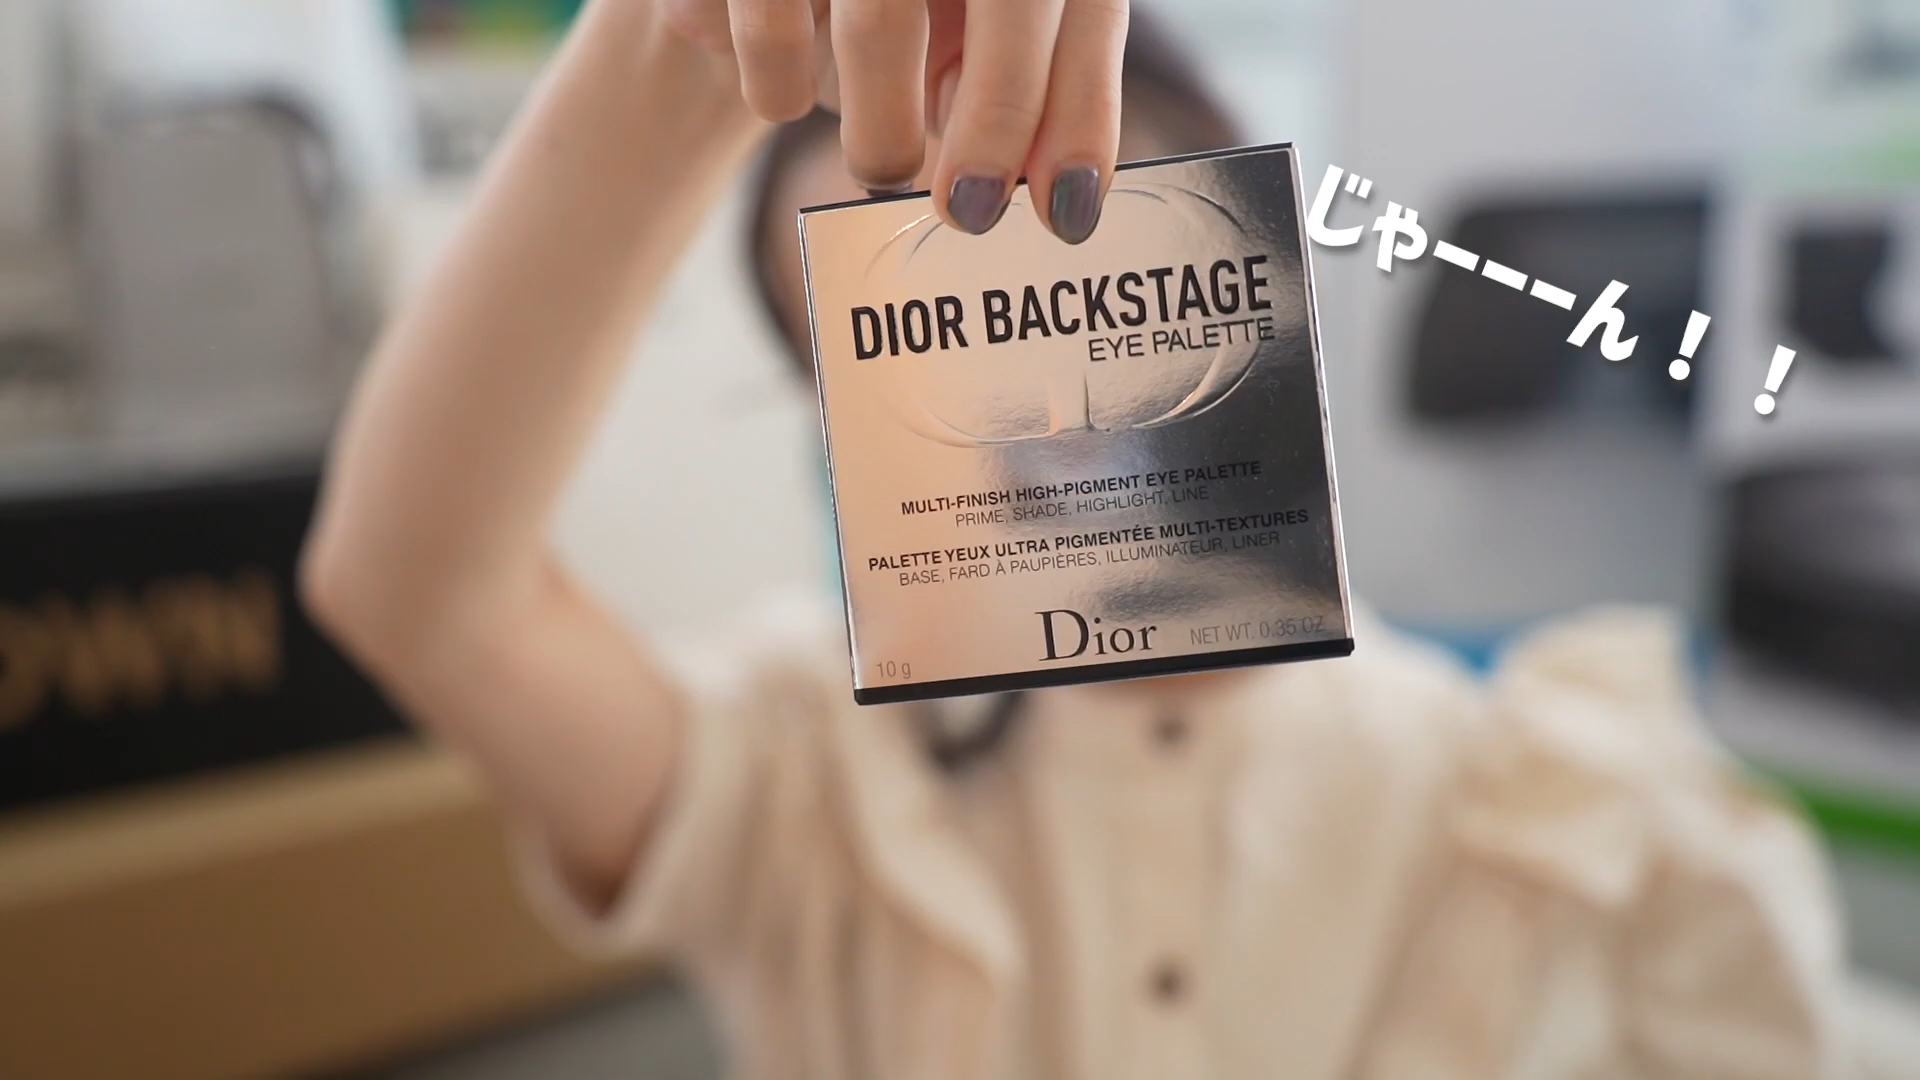 じゃーーーん！！
DIOR BACKSTAGE
EYE PALETTE
MULTI-FINISH HIGH-PIGMENT EYE PALETTE
PRIME, SHADE, HIGHLIGHT, LINE
PALETTE YEUX ULTRA PIGMENTÉE MULTI-TEXTURES
BASE, FARD À PAUPIÈRES, ILLUMINATEUR, LINER
10 g
Dior
NET WT. 0.35 OZ